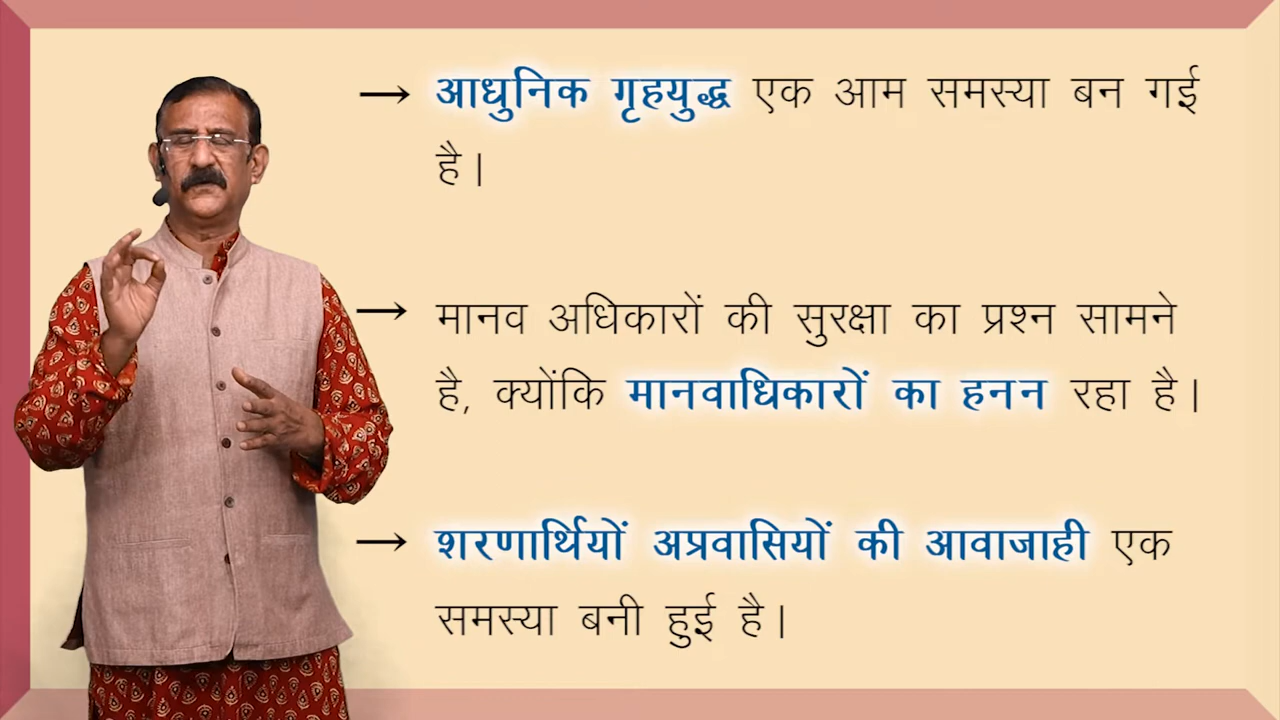 → आधुनिक गृहयुद्ध एक आम समस्या बन गई
है।
→ मानव अधिकारों की सुरक्षा का प्रश्न सामने
है, क्योंकि मानवाधिकारों का हनन रहा है।
→ शरणार्थियों अप्रवासियों की आवाजाही एक
समस्या बनी हुई है।